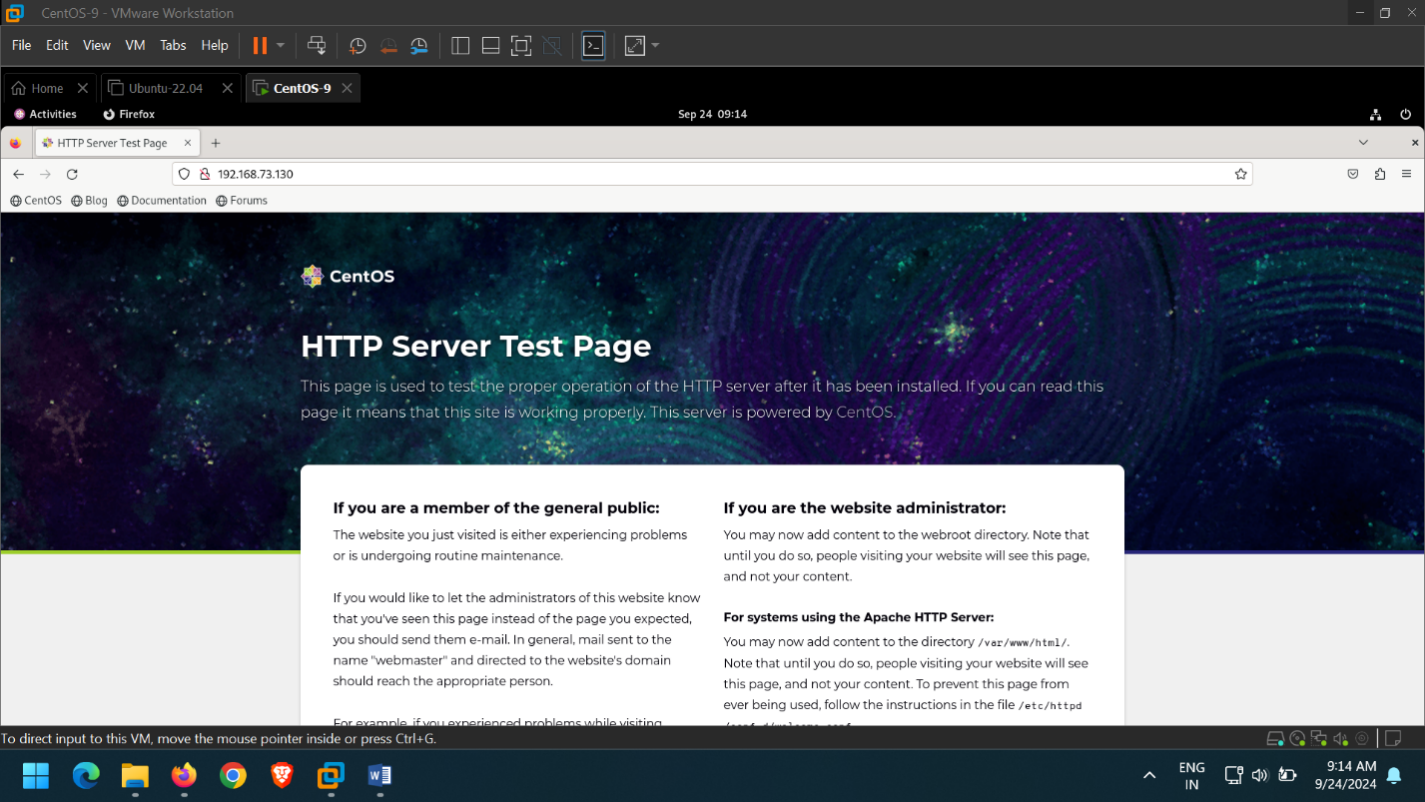 CentOS-9 - VMware Workstation
File Edit View VM Tabs Help
Home Ubuntu-22.04 CentOS-9
Activities Firefox Sep 24 09:14
HTTP Server Test Page
192.168.73.130
CentOS Blog Documentation Forums
CentOS
HTTP Server Test Page
This page is used to test the proper operation of the HTTP server after it has been installed. If you can read this
page it means that this site is working properly. This server is powered by CentOS.
If you are a member of the general public:
The website you just visited is either experiencing problems
or is undergoing routine maintenance.
If you would like to let the administrators of this website know
that you've seen this page instead of the page you expected,
you should send them e-mail. In general, mail sent to the
name "webmaster" and directed to the website's domain
should reach the appropriate person.
For example, if you experienced problems while visiting
If you are the website administrator:
You may now add content to the webroot directory. Note that
until you do so, people visiting your website will see this page,
and not your content.
For systems using the Apache HTTP Server:
You may now add content to the directory /var/www/html/.
Note that until you do so, people visiting your website will see
this page, and not your content. To prevent this page from
ever being used, follow the instructions in the file /etc/httpd
/conf.d/welcome.conf.
To direct input to this VM, move the mouse pointer inside or press Ctrl+G.
ENG
IN
9:14 AM
9/24/2024